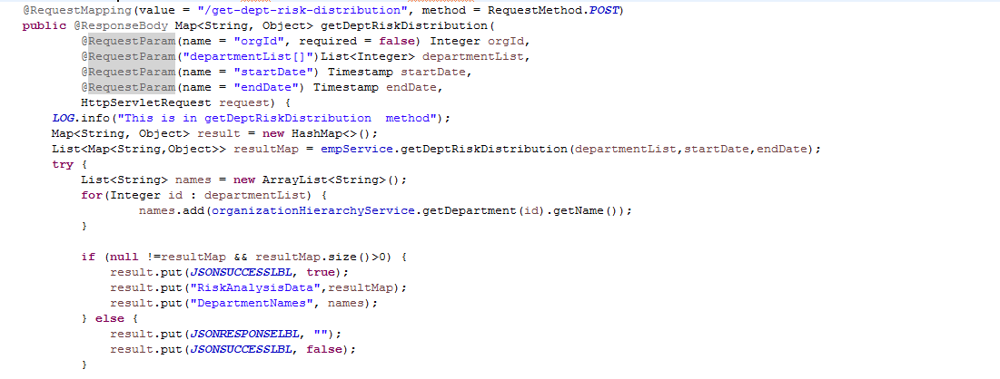 @RequestMapping(value = "/get-dept-risk-distribution", method = RequestMethod.POST)
public @ResponseBody Map<String, Object> getDeptRiskDistribution(
@RequestParam(name = "orgId", required = false) Integer orgId,
@RequestParam("departmentList[]")List<Integer> departmentList,
@RequestParam(name = "startDate") Timestamp startDate,
@RequestParam(name = "endDate") Timestamp endDate,
HttpServletRequest request) {
LOG.info("This is in getDeptRiskDistribution  method");
Map<String, Object> result = new HashMap<>();
List<Map<String,Object>> resultMap = empService.getDeptRiskDistribution(departmentList,startDate,endDate);
try {
List<String> names = new ArrayList<String>();
for(Integer id : departmentList) {
names.add(organizationHierarchyService.getDepartment(id).getName());
}
if (null !=resultMap && resultMap.size()>0) {
result.put(JSONSUCCESSLBL, true);
result.put("RiskAnalysisData",resultMap);
result.put("DepartmentNames", names);
} else {
result.put(JSONRESPONSELBL, "");
result.put(JSONSUCCESSLBL, false);
}